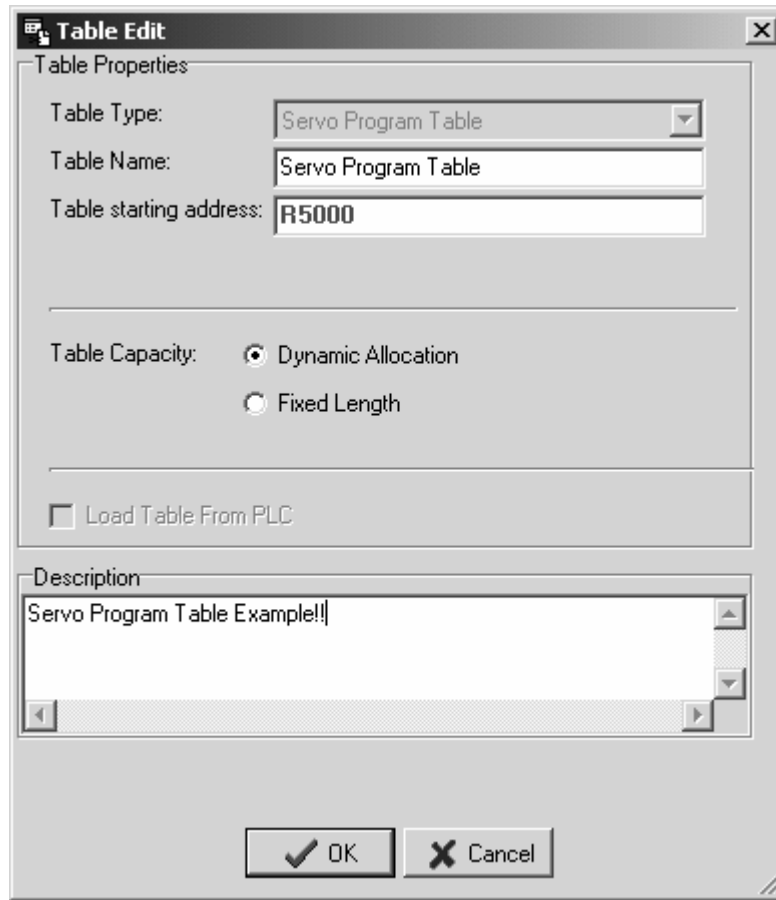 Table Edit
Table Properties
Table Type: Servo Program Table
Table Name: Servo Program Table
Table starting address: R5000
Table Capacity: Dynamic Allocation
Fixed Length
Load Table From PLC
Description
Servo Program Table Example!!
OK Cancel